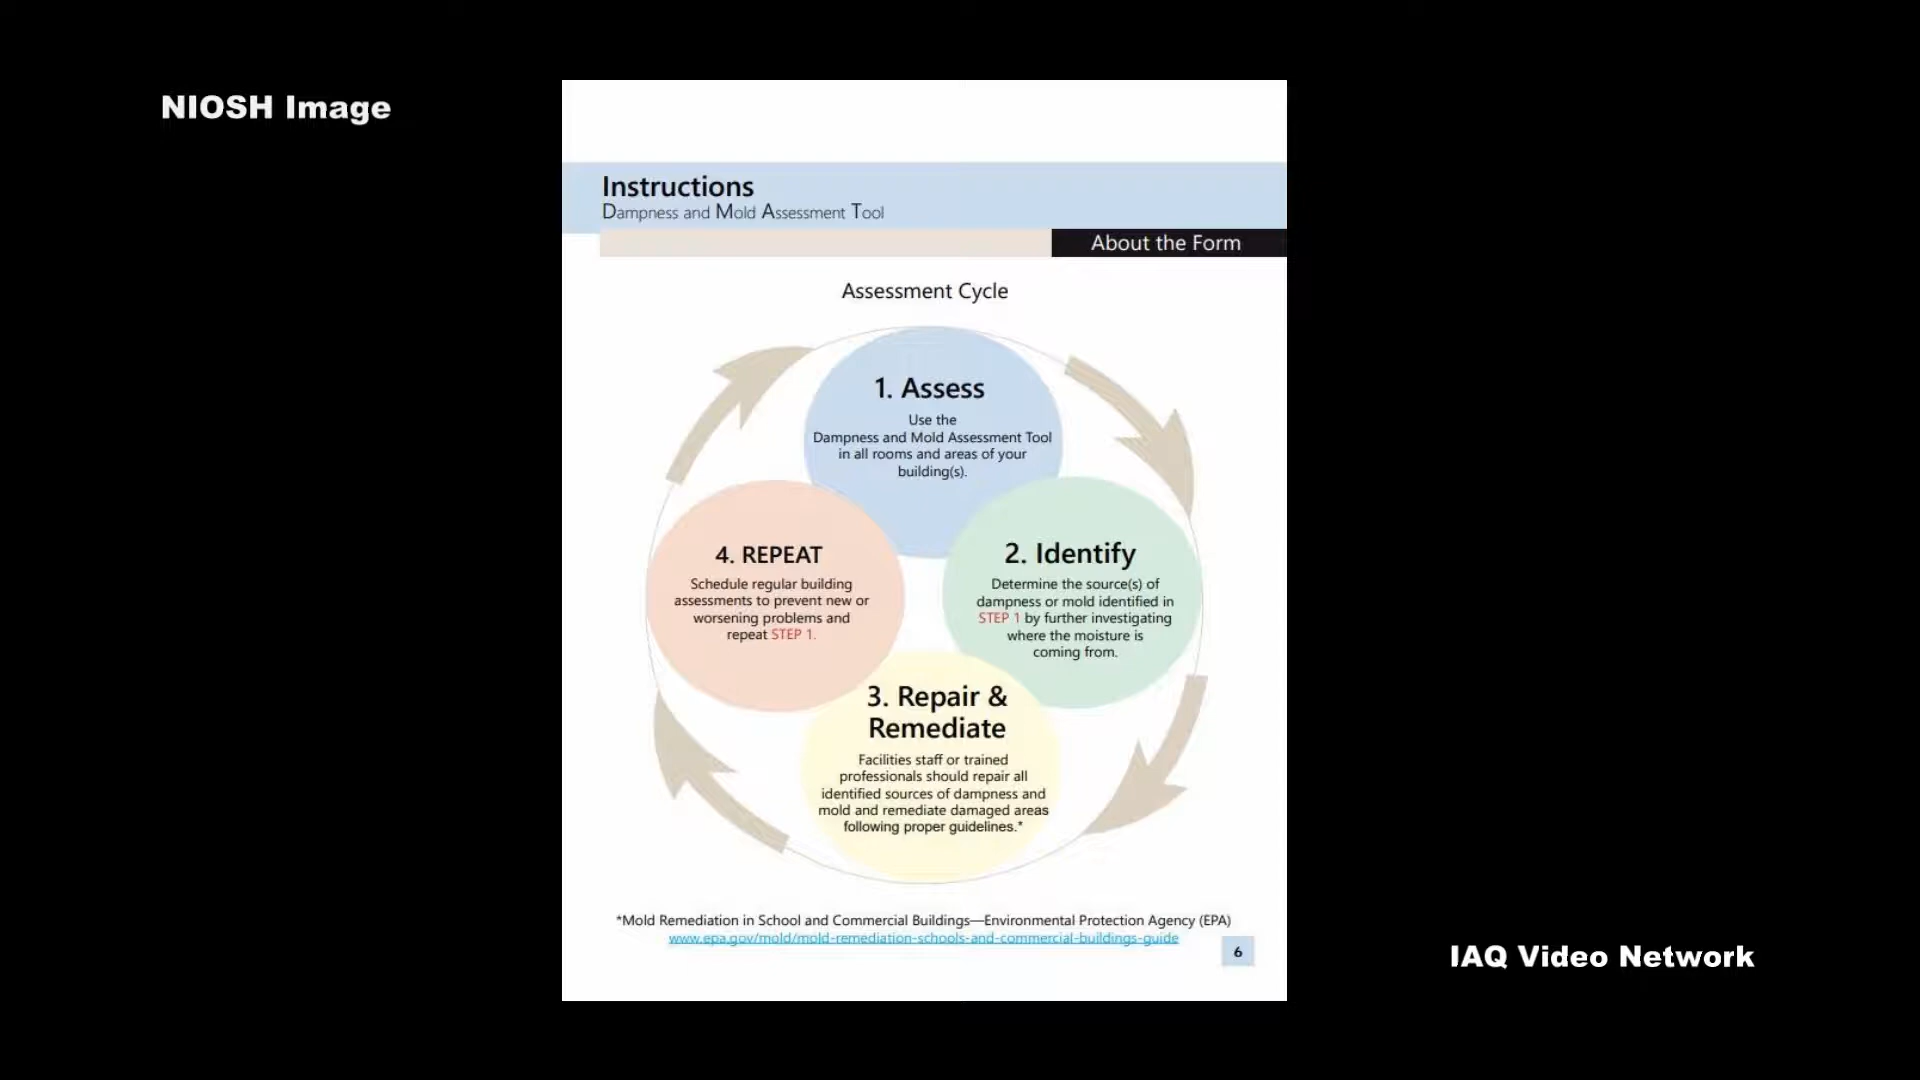 NIOSH Image
Instructions
Dampness and Mold Assessment Tool
About the Form
Assessment Cycle
1. Assess
Use the
Dampness and Mold Assessment Tool
in all rooms and areas of your
building(s).
2. Identify
Determine the source(s) of
dampness or mold identified in
STEP 1 by further investigating
where the moisture is
coming from.
3. Repair &
Remediate
Facilities staff or trained
professionals should repair all
identified sources of dampness and
mold and remediate damaged areas
following proper guidelines.*
4. REPEAT
Schedule regular building
assessments to prevent new or
worsening problems and
repeat STEP 1.
*Mold Remediation in School and Commercial Buildings—Environmental Protection Agency (EPA)
www.epa.gov/mold/mold-remediation-schools-and-commercial-buildings-guide
6
IAQ Video Network